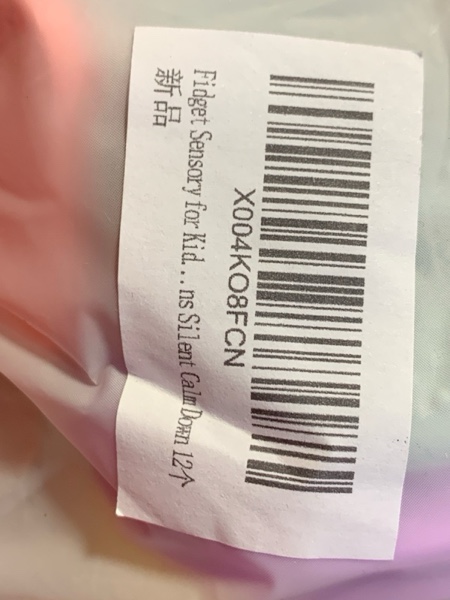 X004KO8FCN
Fidget Sensory for Kid...ns Silent Calm Down 12个
新品